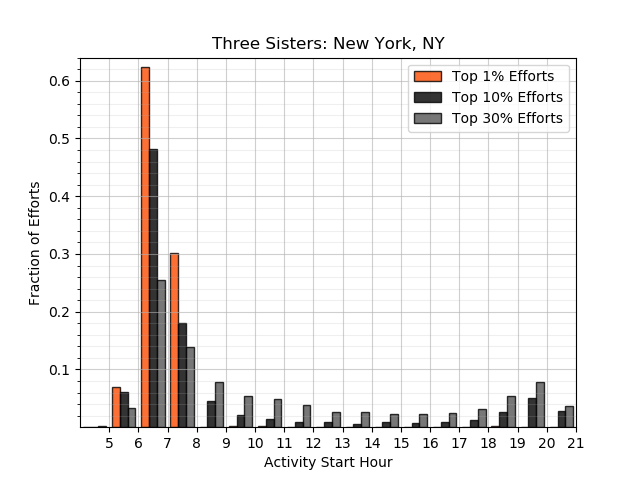 Three Sisters: New York, NY
Top 1% Efforts
Top 10% Efforts
Top 30% Efforts
Fraction of Efforts
0.6
0.5
0.4
0.3
0.2
0.1
5 6 7 8 9 10 11 12 13 14 15 16 17 18 19 20 21
Activity Start Hour